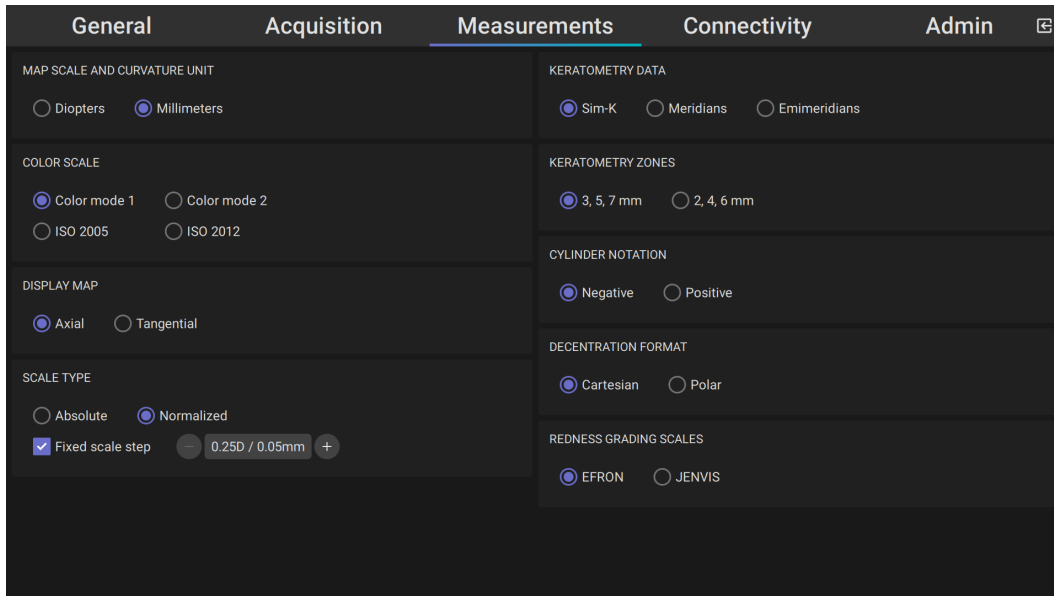 General Acquisition Measurements Connectivity Admin
MAP SCALE AND CURVATURE UNIT
Diopters Millimeters
COLOR SCALE
Color mode 1 Color mode 2
ISO 2005 ISO 2012
DISPLAY MAP
Axial Tangential
SCALE TYPE
Absolute Normalized
Fixed scale step − 0.25D / 0.05mm +
KERATOMETRY DATA
Sim-K Meridians Emimeridians
KERATOMETRY ZONES
3, 5, 7 mm 2, 4, 6 mm
CYLINDER NOTATION
Negative Positive
DECENTRATION FORMAT
Cartesian Polar
REDNESS GRADING SCALES
EFRON JENVIS